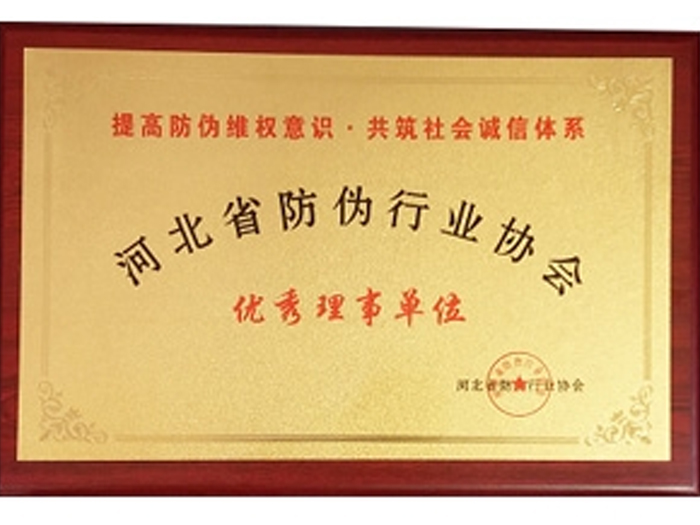 提高防伪维权意识·共筑社会诚信体系
河北省防伪行业协会
优秀理事单位
河北省防伪行业协会